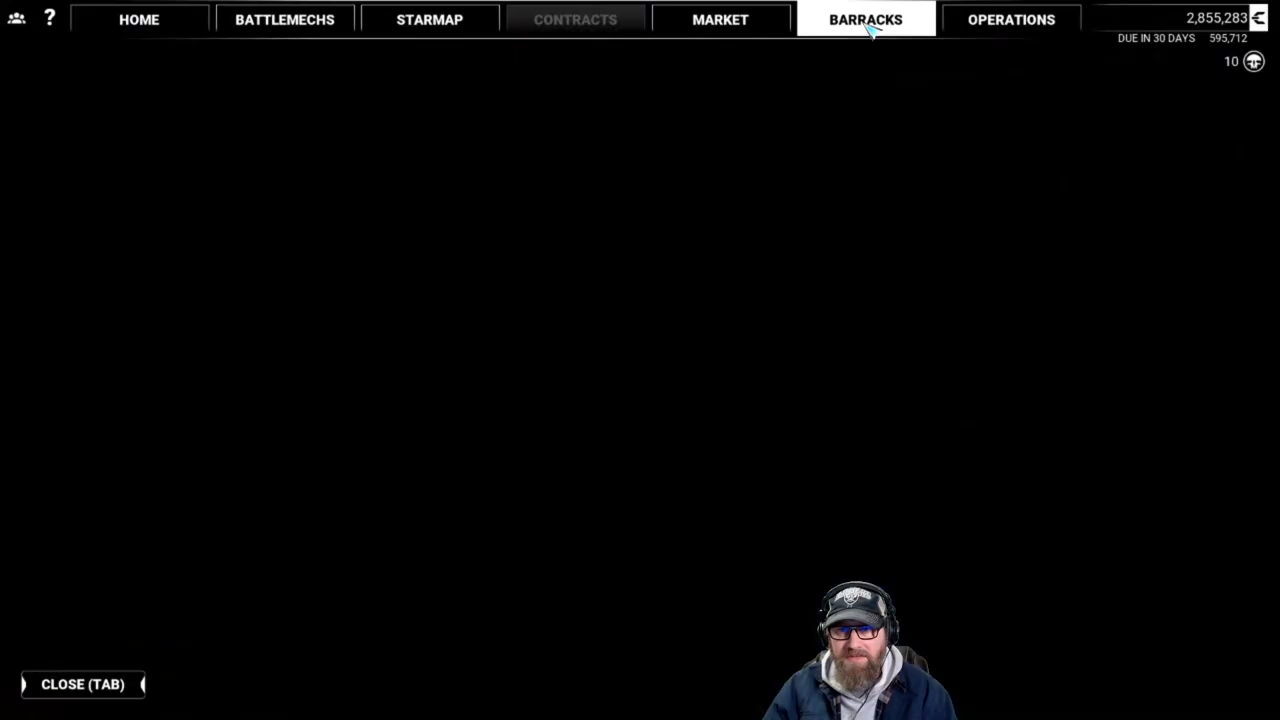 ?
HOME
BATTLEMECHS
STARMAP
CONTRACTS
MARKET
BARRACKS
OPERATIONS
2,855,283
DUE IN 30 DAYS 595,712
10
CLOSE (TAB)